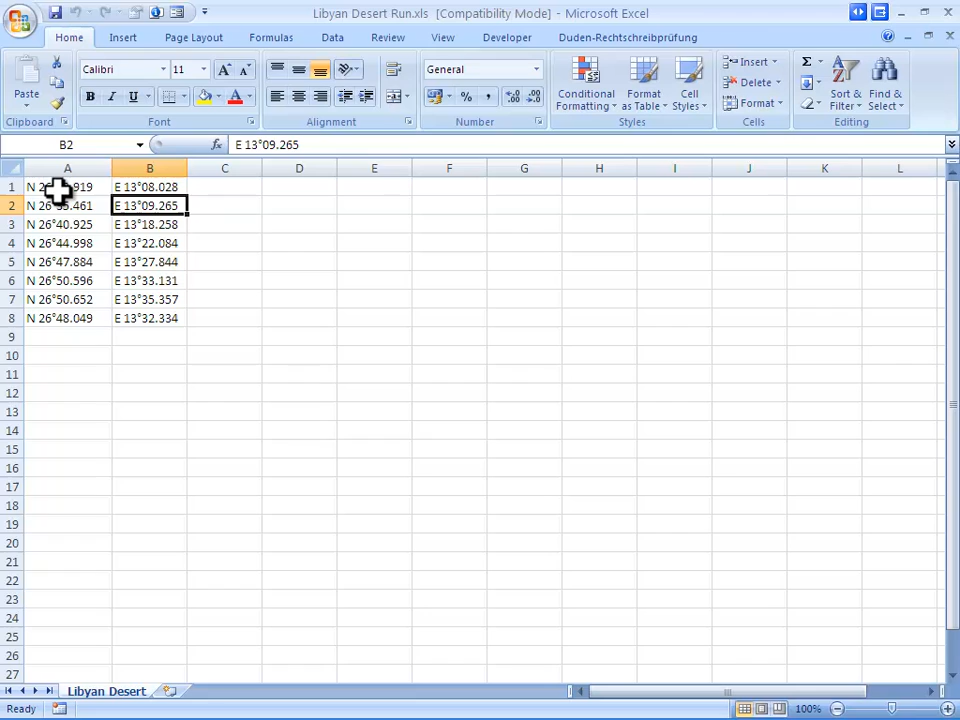 Libyan Desert Run.xls [Compatibility Mode] - Microsoft Excel
Home Insert Page Layout Formulas Data Review View Developer Duden-Rechtschreibprüfung
Paste
Clipboard
Calibri 11
B I U
Font
Alignment
General
Number
Conditional Formatting
Format as Table
Cell Styles
Styles
Insert
Delete
Format
Cells
Sort & Filter
Find & Select
Editing
B2 fx E 13°09.265
A B C D E F G H I J K L
1 919 E 13°08.028
2 .461 E 13°09.265
3 N 26°40.925 E 13°18.258
4 N 26°44.998 E 13°22.084
5 N 26°47.884 E 13°27.844
6 N 26°50.596 E 13°33.131
7 N 26°50.652 E 13°35.357
8 N 26°48.049 E 13°32.334
9
10
11
12
13
14
15
16
17
18
19
20
21
22
23
24
25
26
27
Libyan Desert
Ready 100%